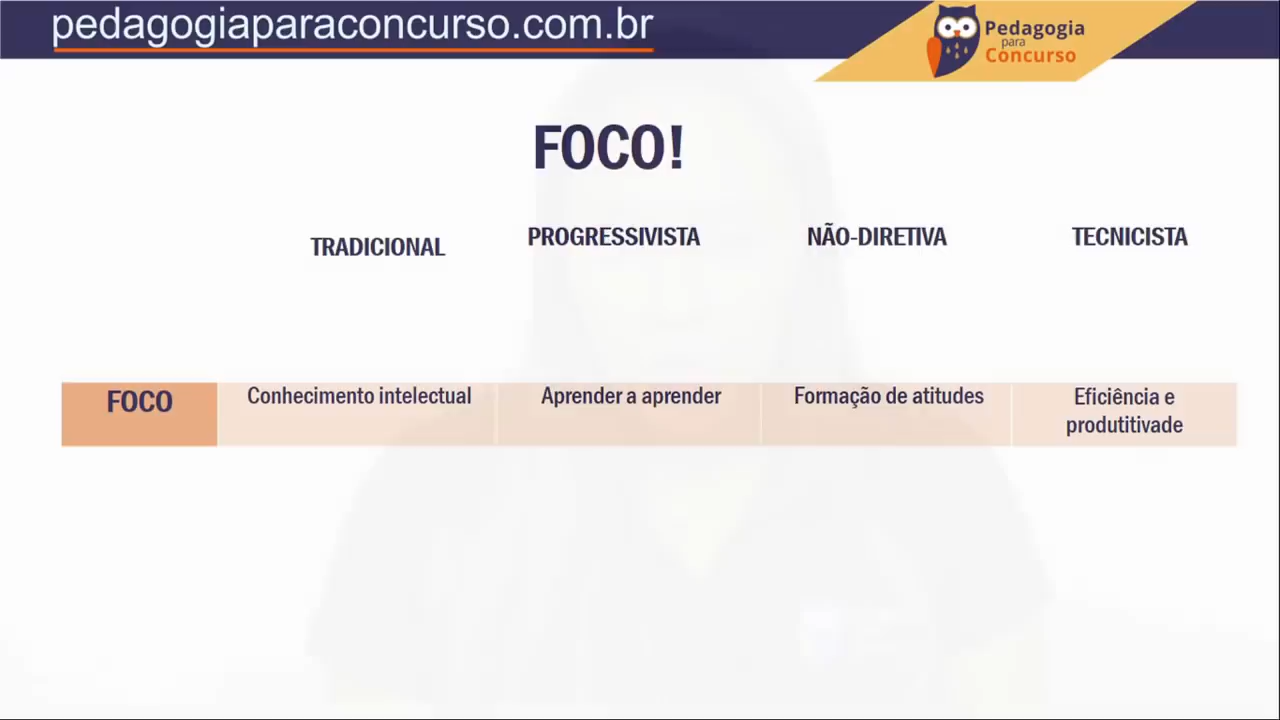 pedagogiaparaconcurso.com.br
Pedagogia
para
Concurso
FOCO!
TRADICIONAL
PROGRESSIVISTA
NÃO-DIRETIVA
TECNICISTA
FOCO
Conhecimento intelectual
Aprender a aprender
Formação de atitudes
Eficiência e
produtitivade